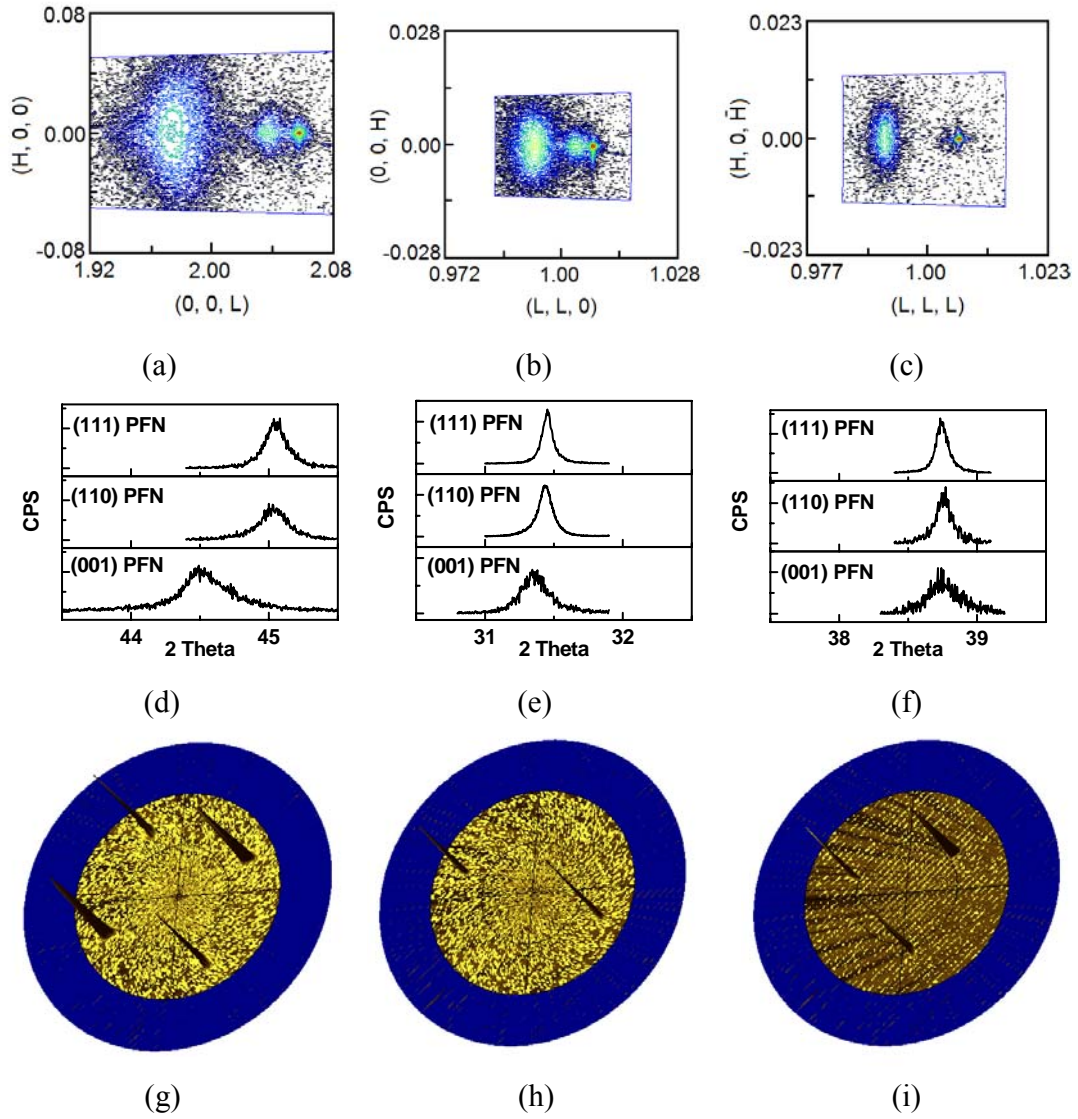 0.08
0.00
-0.08
(H, 0, 0)
1.92
2.00
2.08
(0, 0, L)
(a)
0.028
0.00
-0.028
(0, 0, H)
0.972
1.00
1.028
(L, L, 0)
(b)
0.023
0.00
-0.023
(H, 0, H̄)
0.977
1.00
1.023
(L, L, L)
(c)
(111) PFN
(110) PFN
(001) PFN
CPS
44
45
2 Theta
(d)
(111) PFN
(110) PFN
(001) PFN
CPS
31
32
2 Theta
(e)
(111) PFN
(110) PFN
(001) PFN
CPS
38
39
2 Theta
(f)
(g)
(h)
(i)